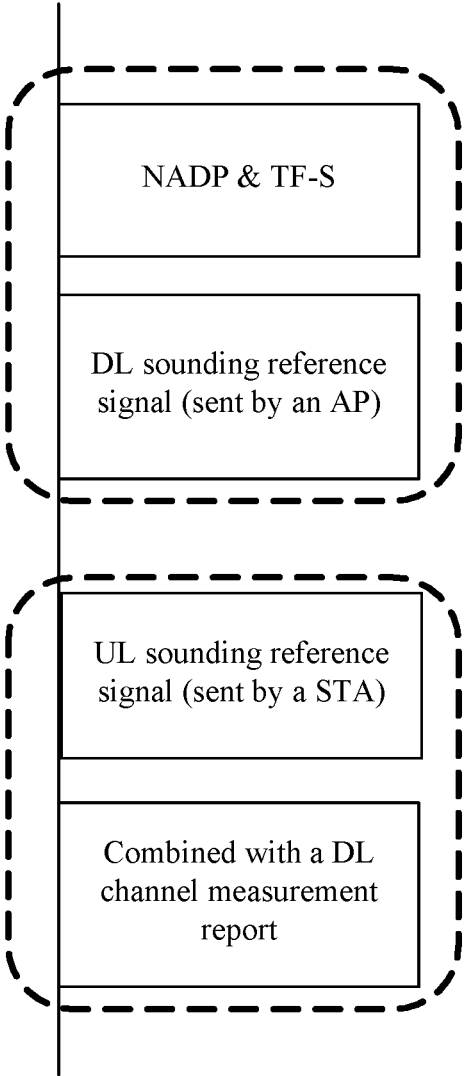 NADP & TF-S
DL sounding reference
signal (sent by an AP)
UL sounding reference
signal (sent by a STA)
Combined with a DL
channel measurement
report